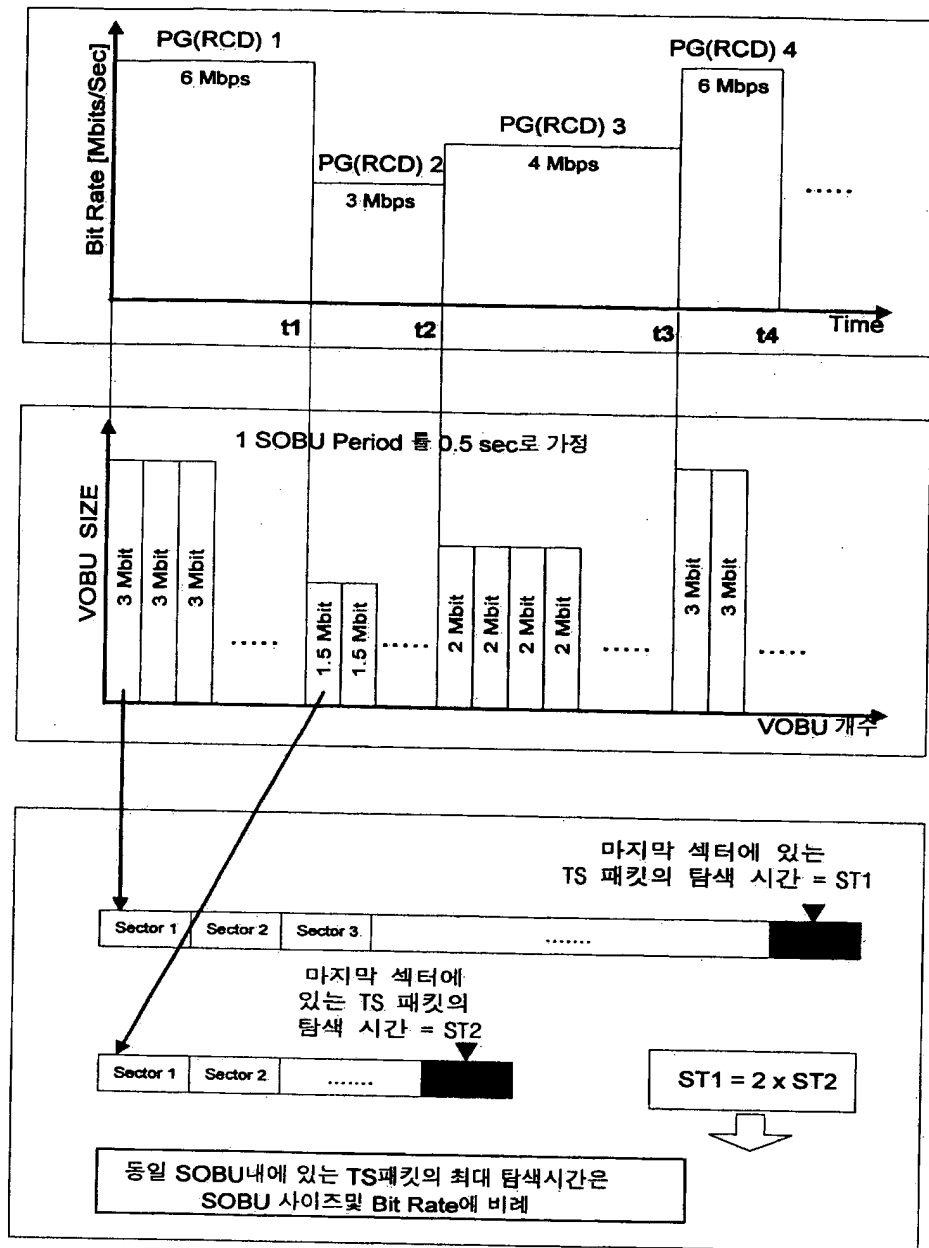 PG(RCD) 1
6 Mbps
PG(RCD) 2
3 Mbps
PG(RCD) 3
4 Mbps
PG(RCD) 4
6 Mbps
.....
Bit Rate [Mbits/Sec]
t1
t2
t3
t4
Time
1 SOBU Period 를 0.5 sec로 가정
VOBU SIZE
3 Mbit
3 Mbit
3 Mbit
.....
1.5 Mbit
1.5 Mbit
.....
2 Mbit
2 Mbit
2 Mbit
2 Mbit
.....
3 Mbit
3 Mbit
.....
VOBU 개수
마지막 섹터에 있는
TS 패킷의 탐색 시간 = ST1
Sector 1
Sector 2
Sector 3
.......
마지막 섹터에
있는 TS 패킷의
탐색 시간 = ST2
Sector 1
Sector 2
.......
ST1 = 2 x ST2
동일 SOBU내에 있는 TS패킷의 최대 탐색시간은
SOBU 사이즈및 Bit Rate에 비례